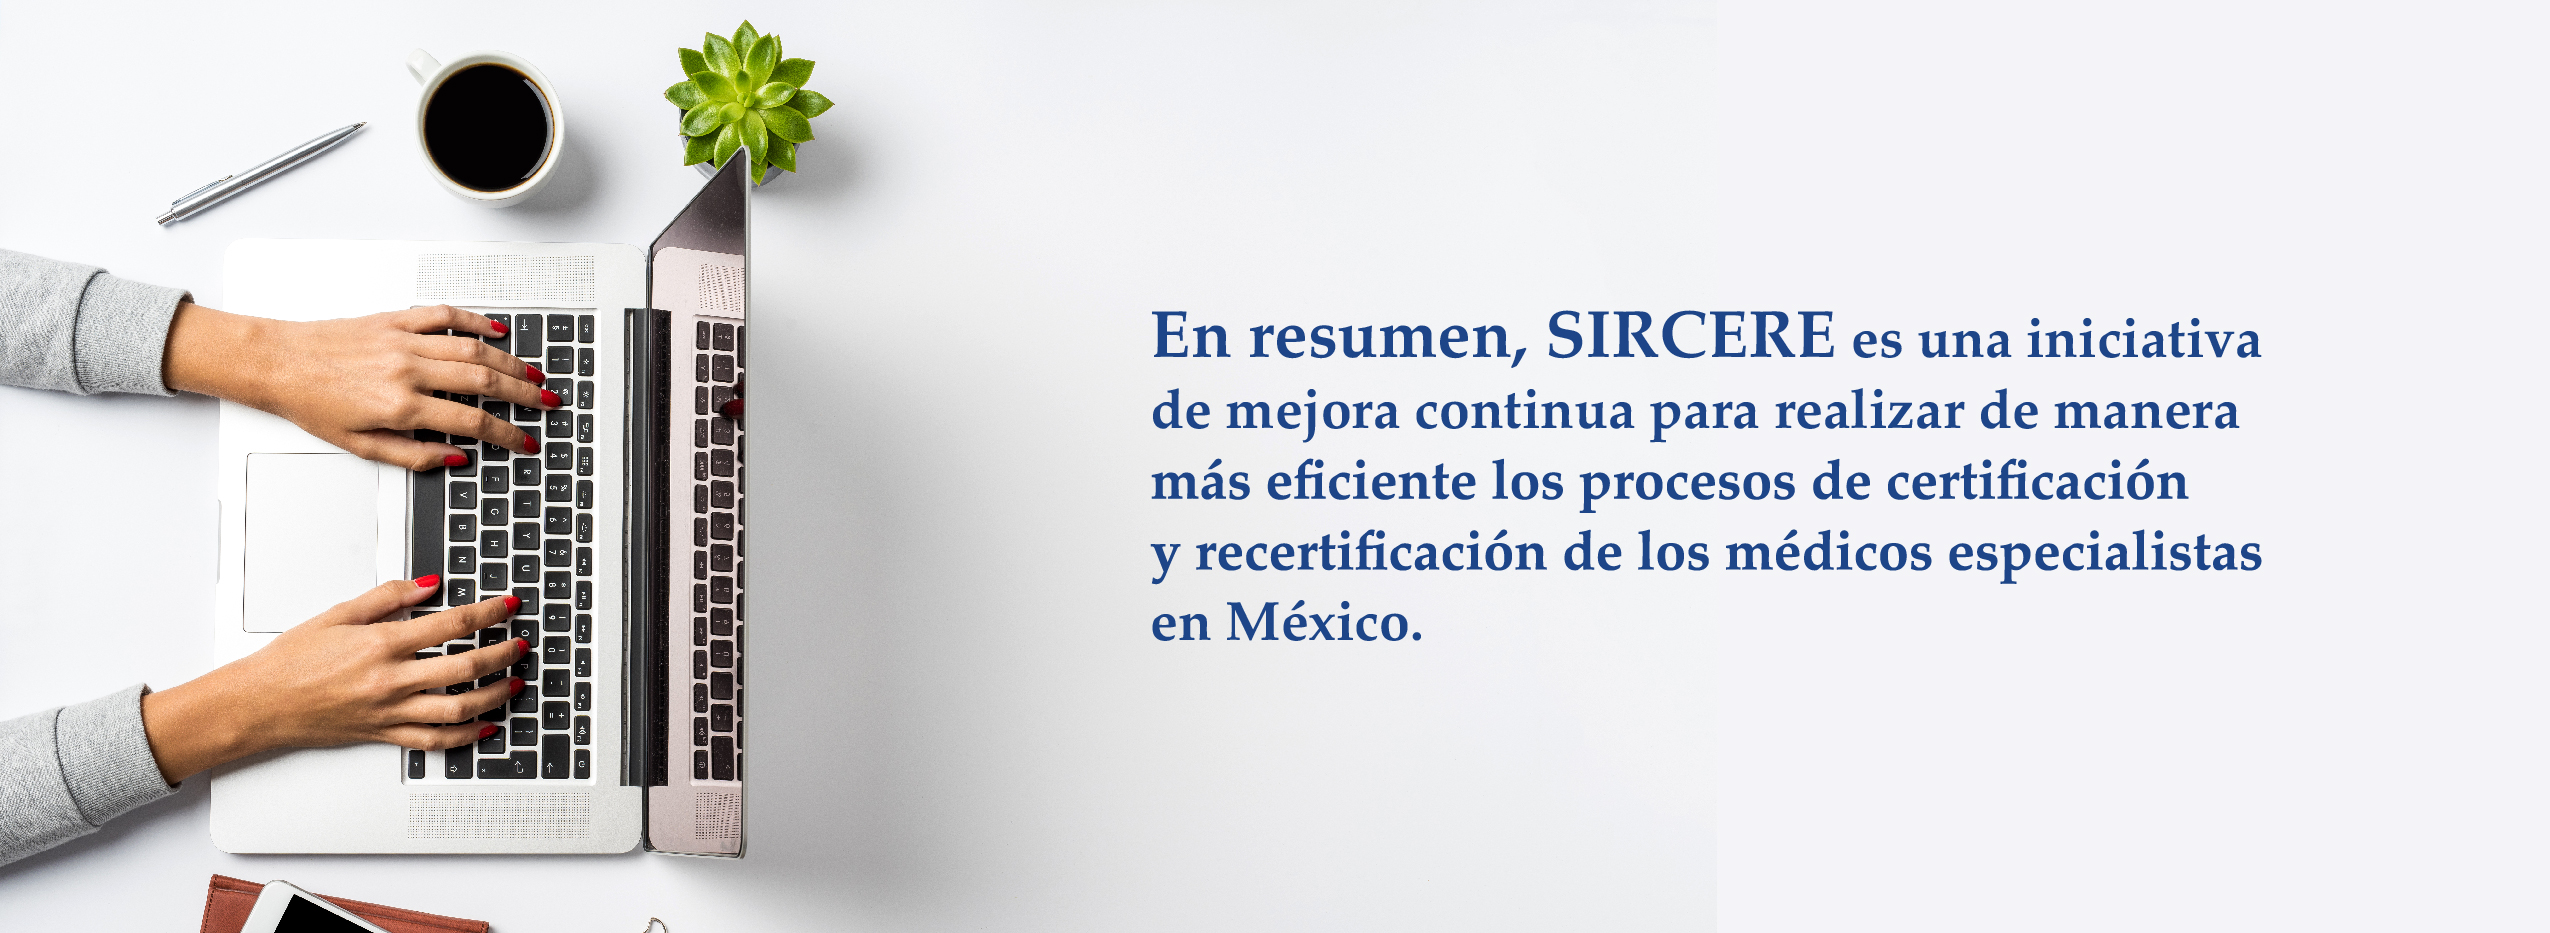 En resumen, SIRCERE es una iniciativa
de mejora continua para realizar de manera
más eficiente los procesos de certificación
y recertificación de los médicos especialistas
en México.